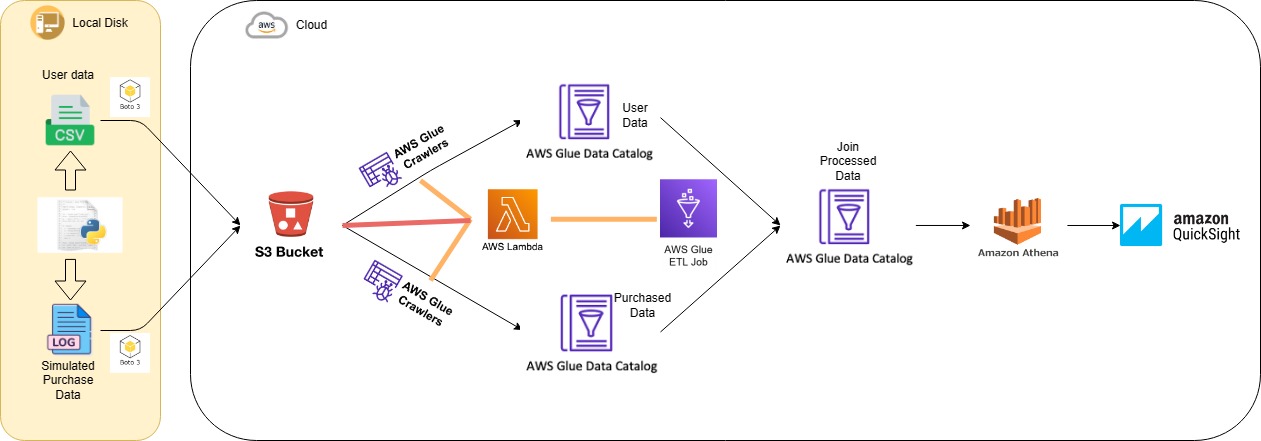 Local Disk
aws
Cloud
User data
Boto 3
CSV
LOG
Boto 3
Simulated
Purchase
Data
S3 Bucket
AWS Glue
Crawlers
AWS Glue
Crawlers
User
Data
AWS Glue Data Catalog
AWS Lambda
AWS Glue
ETL Job
Purchased
Data
AWS Glue Data Catalog
Join
Processed
Data
AWS Glue Data Catalog
Amazon Athena
amazon
QuickSight